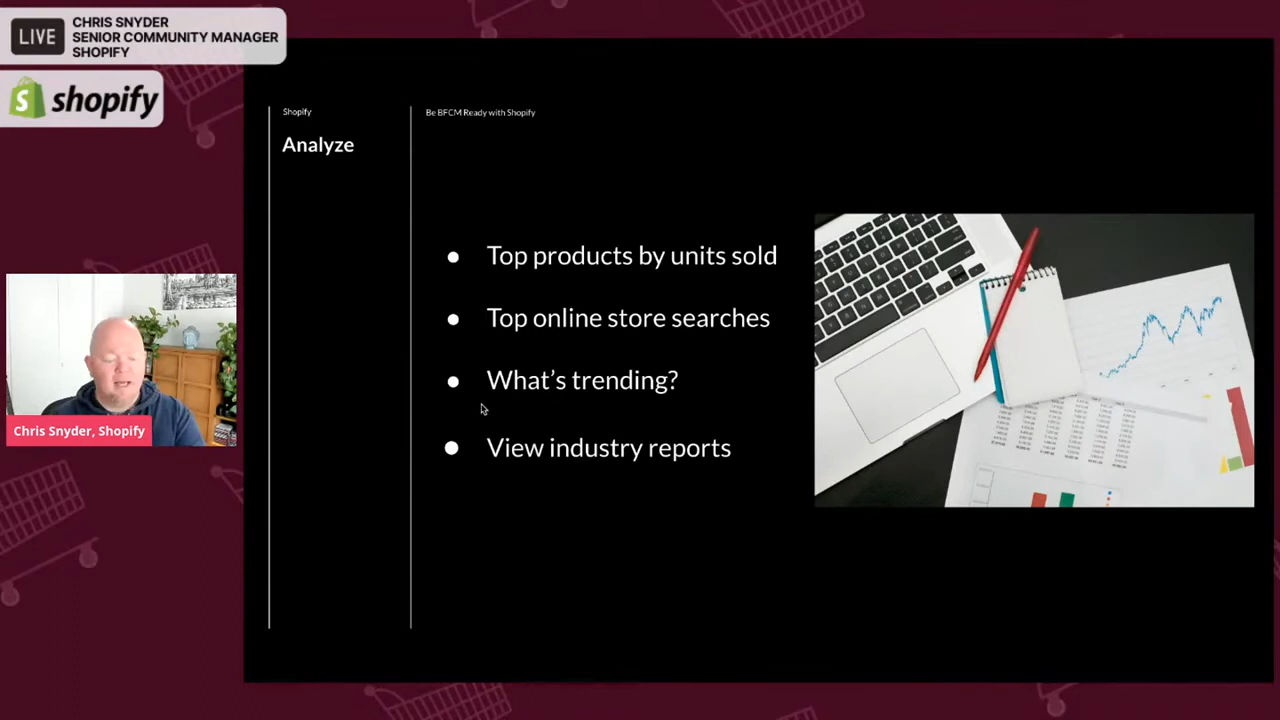 LIVE
CHRIS SNYDER
SENIOR COMMUNITY MANAGER
SHOPIFY
shopify
Shopify
Be BFCM Ready with Shopify
Analyze
● Top products by units sold
● Top online store searches
● What’s trending?
● View industry reports
Chris Snyder, Shopify